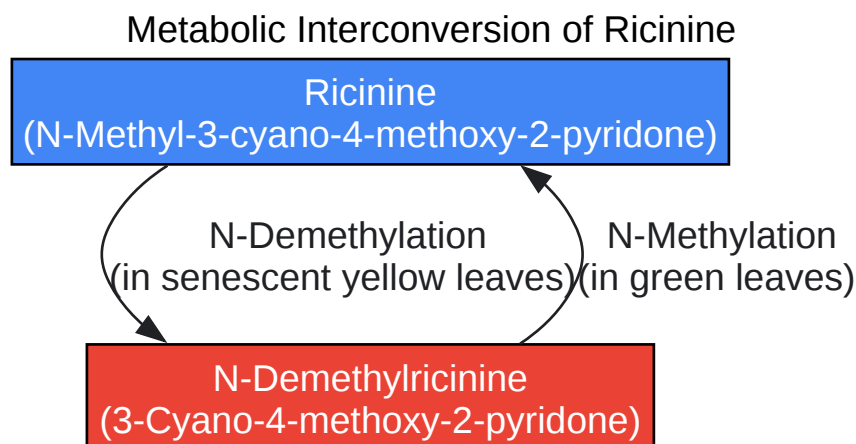 Metabolic Interconversion of Ricinine
Ricinine
(N-Methyl-3-cyano-4-methoxy-2-pyridone)
N-Demethylation
(in senescent yellow leaves)
N-Methylation
(in green leaves)
N-Demethylricinine
(3-Cyano-4-methoxy-2-pyridone)